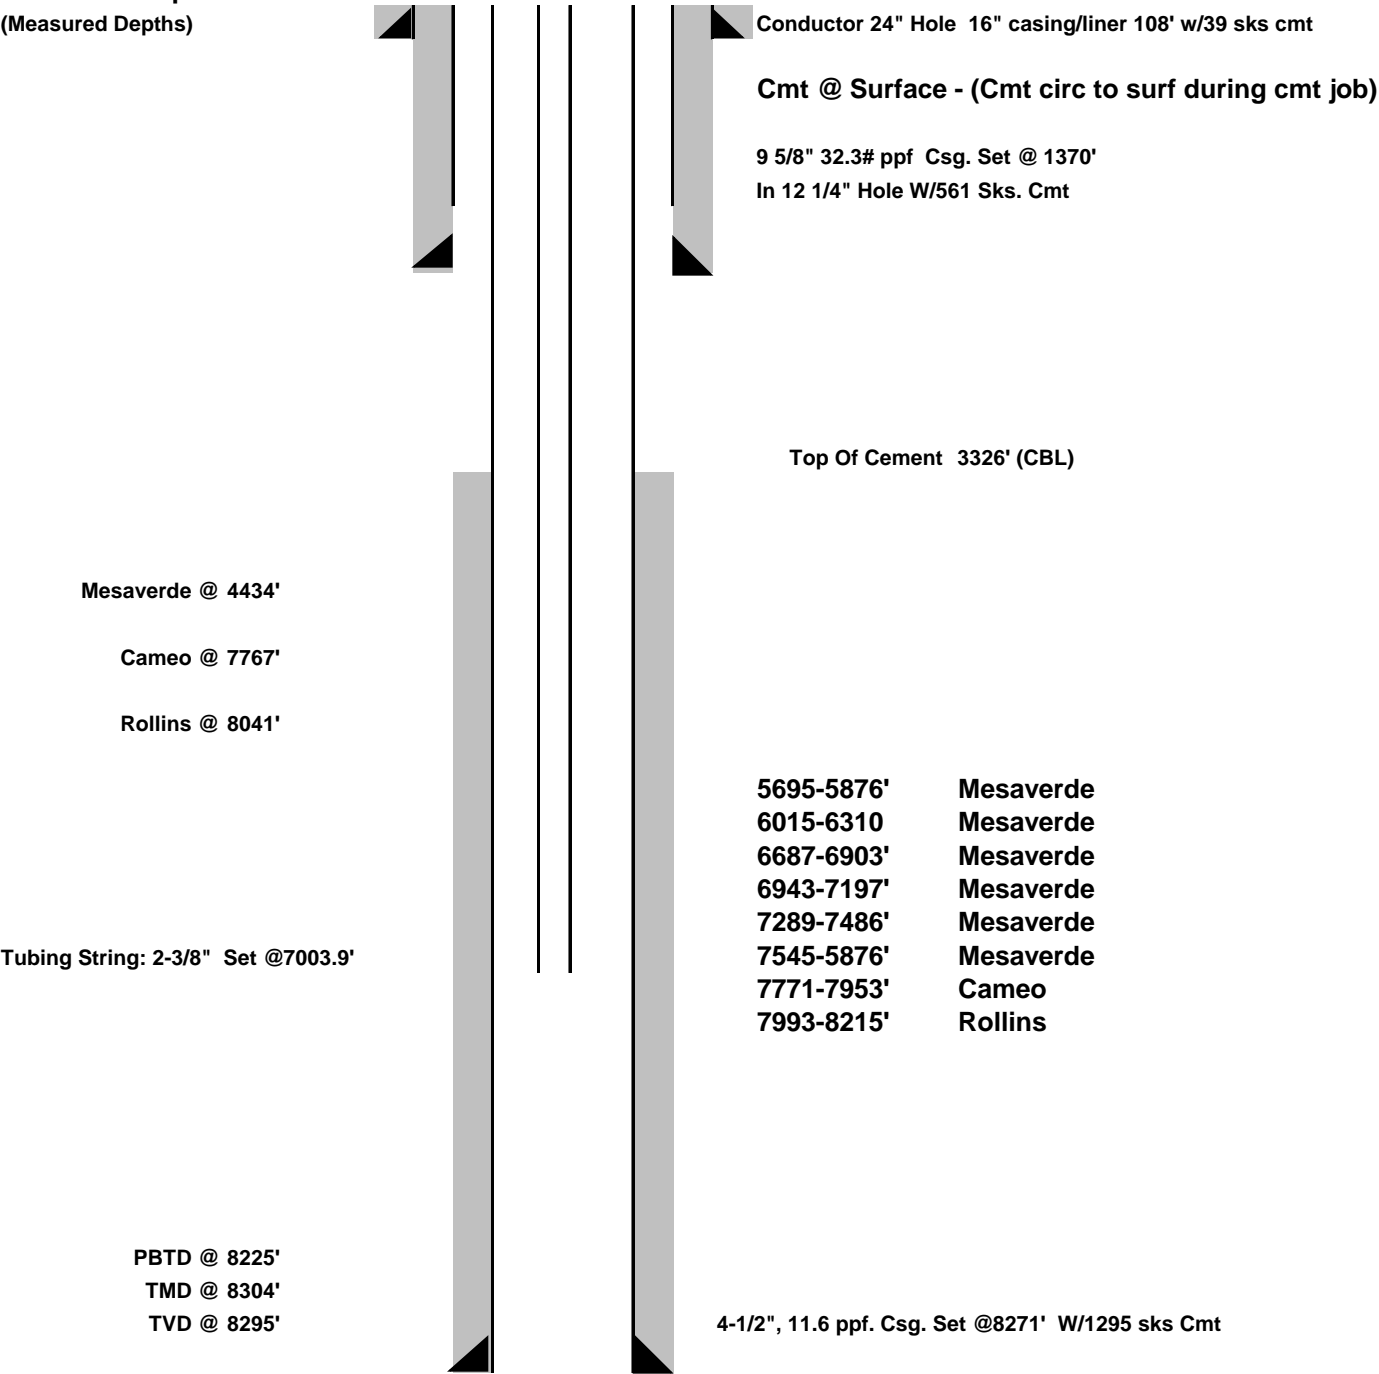 (Measured Depths)
Conductor 24" Hole 16" casing/liner 108' w/39 sks cmt
Cmt @ Surface - (Cmt circ to surf during cmt job)
9 5/8" 32.3# ppf Csg. Set @ 1370'
In 12 1/4" Hole W/561 Sks. Cmt
Top Of Cement 3326' (CBL)
Mesaverde @ 4434'
Cameo @ 7767'
Rollins @ 8041'
5695-5876' Mesaverde
6015-6310 Mesaverde
6687-6903' Mesaverde
6943-7197' Mesaverde
7289-7486' Mesaverde
7545-5876' Mesaverde
7771-7953' Cameo
7993-8215' Rollins
Tubing String: 2-3/8" Set @7003.9'
PBTD @ 8225'
TMD @ 8304'
TVD @ 8295'
4-1/2", 11.6 ppf. Csg. Set @8271' W/1295 sks Cmt